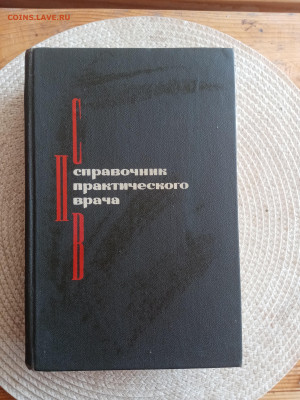 COINS.LAVE.RU
С
справочник
П
практического
врача
В